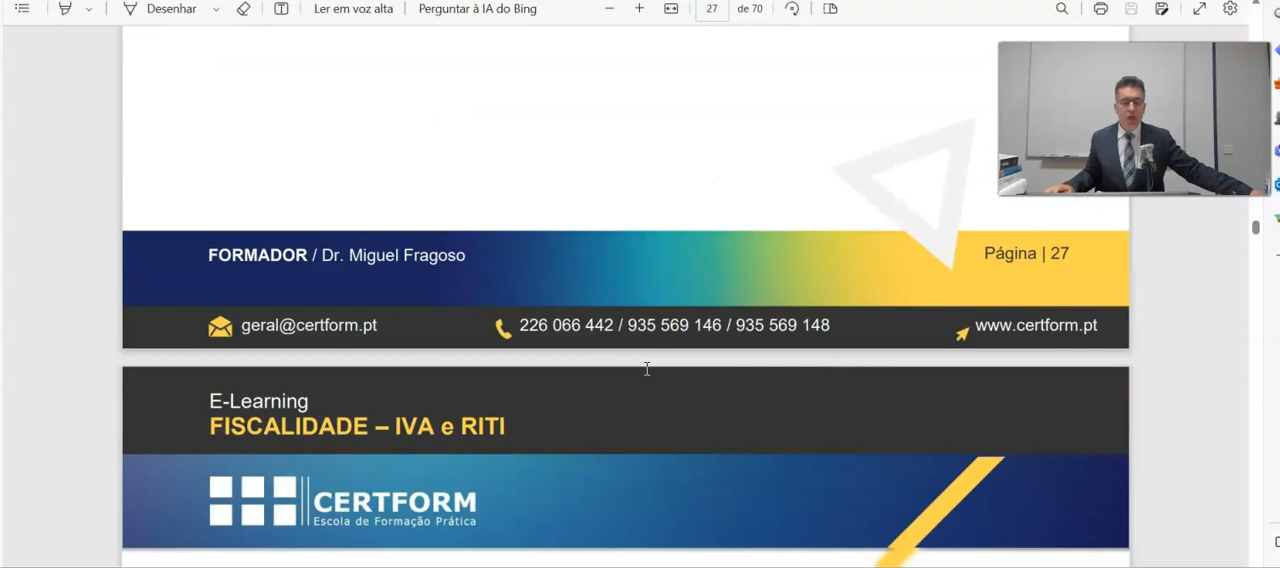 Desenhar
Ler em voz alta
Perguntar à IA do Bing
27
de 70
FORMADOR / Dr. Miguel Fragoso
Página | 27
geral@certform.pt
226 066 442 / 935 569 146 / 935 569 148
www.certform.pt
E-Learning
FISCALIDADE – IVA e RITI
CERTFORM
Escola de Formação Prática